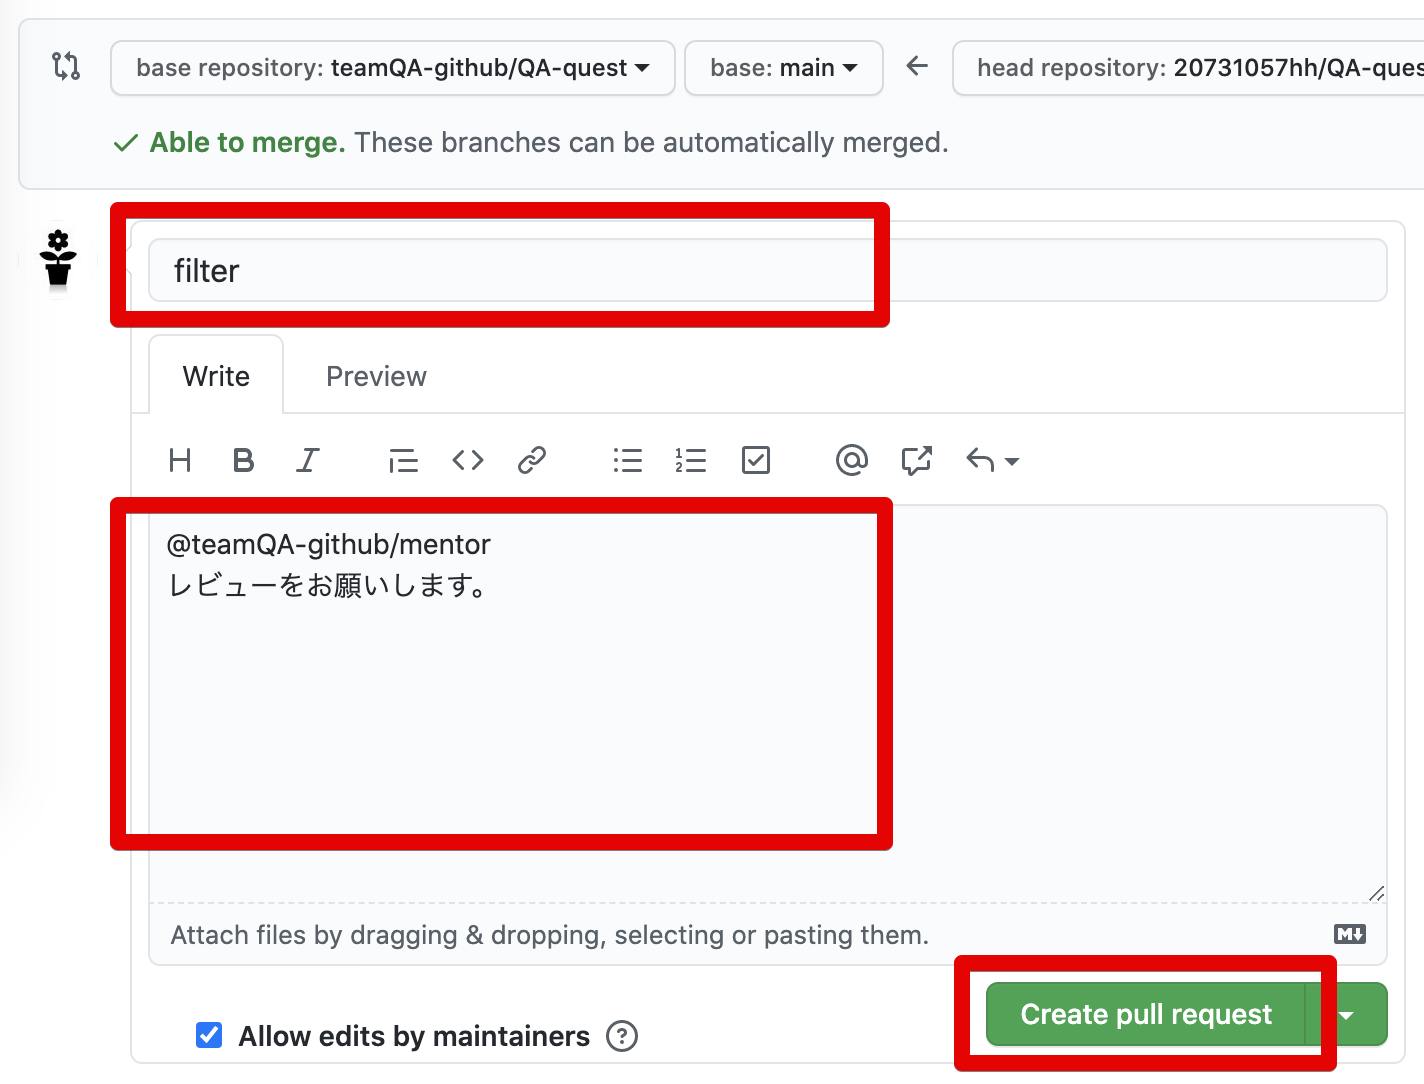 base repository: teamQA-github/QA-quest base: main ← head repository: 20731057hh/QA-ques
Able to merge. These branches can be automatically merged.
filter
Write Preview
@teamQA-github/mentor
レビューをお願いします。
Attach files by dragging & dropping, selecting or pasting them.
Create pull request
Allow edits by maintainers